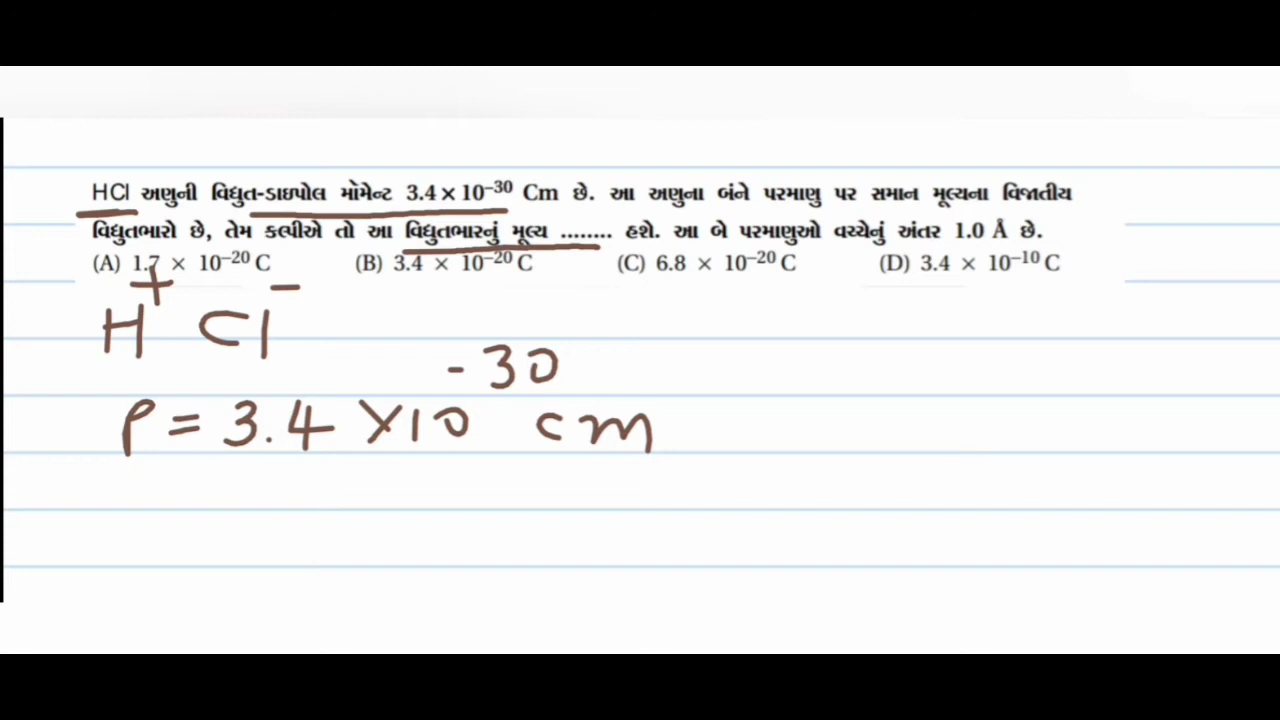 HCl અણુની વિદ્યુત-ડાઇપોલ મોમેન્ટ 3.4 × 10⁻³⁰ Cm છે. આ અણુના બંને પરમાણુ પર સમાન મૂલ્યના વિજાતીય
વિદ્યુતભારો છે, તેમ કલ્પીએ તો આ વિદ્યુતભારનું મૂલ્ય ........ હશે. આ બે પરમાણુઓ વચ્ચેનું અંતર 1.0 Å છે.
(A) 1.7 × 10⁻²⁰ C (B) 3.4 × 10⁻²⁰ C (C) 6.8 × 10⁻²⁰ C (D) 3.4 × 10⁻¹⁰ C
H⁺ Cl⁻
P = 3.4 × 10⁻³⁰ cm